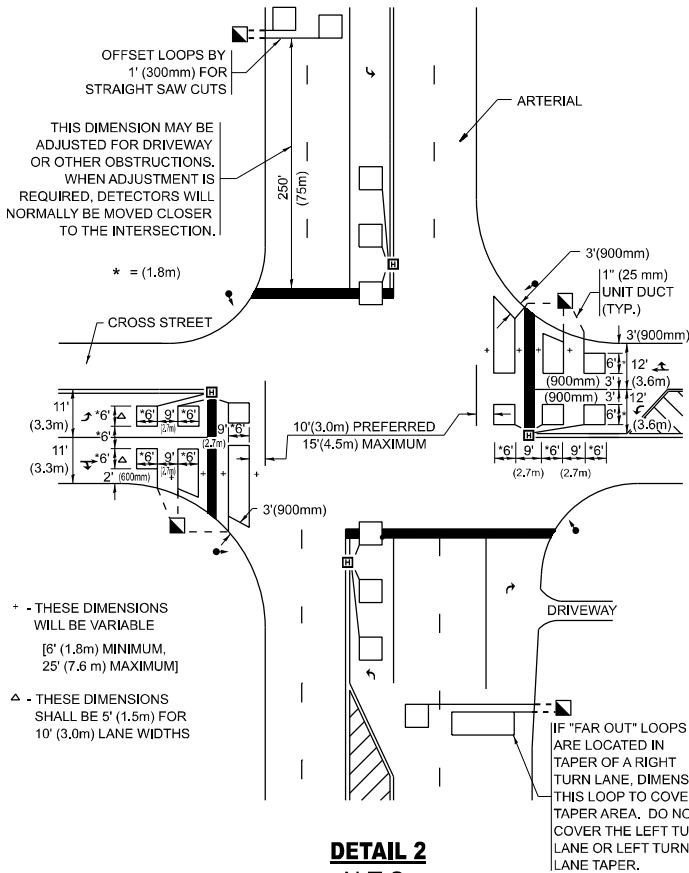 OFFSET LOOPS BY
1' (300mm) FOR
STRAIGHT SAW CUTS
ARTERIAL
THIS DIMENSION MAY BE
ADJUSTED FOR DRIVEWAY
OR OTHER OBSTRUCTIONS.
WHEN ADJUSTMENT IS
REQUIRED, DETECTORS WILL
NORMALLY BE MOVED CLOSER
TO THE INTERSECTION.
250'
(75m)
* = (1.8m)
H
3'(900mm)
1" (25 mm)
UNIT DUCT
(TYP.)
CROSS STREET
3'(900mm)
+ + + +
6'* 12'
(3.6m)
(900mm) 3'
(900mm) 3'
6'* 12'
(3.6m)
H
*6' 9' *6' 9' *6'
(2.7m) (2.7m)
H
11'
(3.3m)
*6' △ *6' 9' *6' 9' *6'
(2.7m) (2.7m)
*6'
11'
(3.3m)
*6' △ *6' 9' *6'
(2.7m)
2' (600mm) + + + +
10'(3.0m) PREFERRED
15'(4.5m) MAXIMUM
3'(900mm)
H
+ - THESE DIMENSIONS
WILL BE VARIABLE
[6' (1.8m) MINIMUM,
25' (7.6 m) MAXIMUM]
△ - THESE DIMENSIONS
SHALL BE 5' (1.5m) FOR
10' (3.0m) LANE WIDTHS
DRIVEWAY
IF "FAR OUT" LOOPS
ARE LOCATED IN
TAPER OF A RIGHT
TURN LANE, DIMENS
THIS LOOP TO COVE
TAPER AREA. DO NO
COVER THE LEFT TU
LANE OR LEFT TURN
LANE TAPER.
DETAIL 2